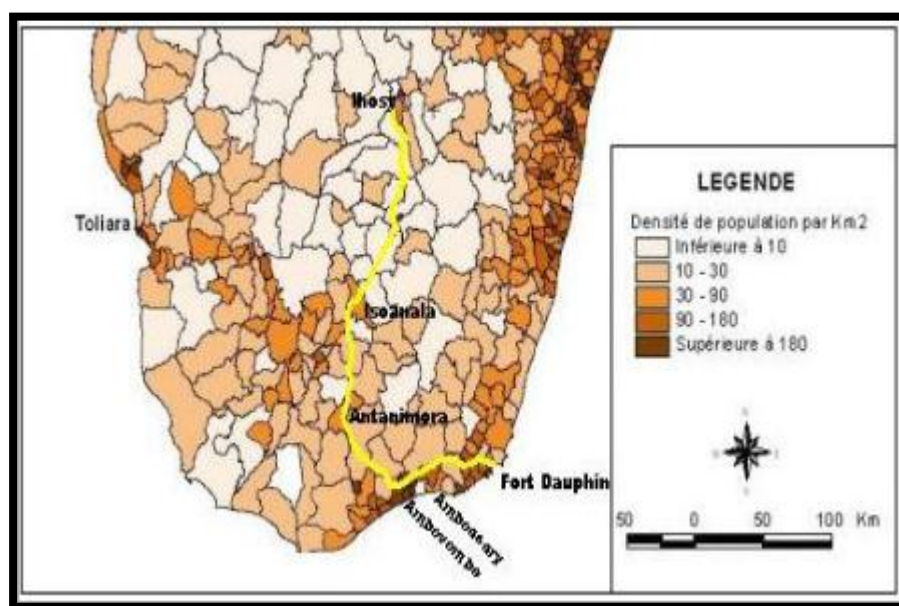 Ihosy
Toliara
Isoanala
Antanimora
Fort Dauphin
Ambovombe
Amboasary
LEGENDE
Densité de population par Km2
Inférieure à 10
10 - 30
30 - 90
90 - 180
Supérieure à 180
50 0 50 100 Km